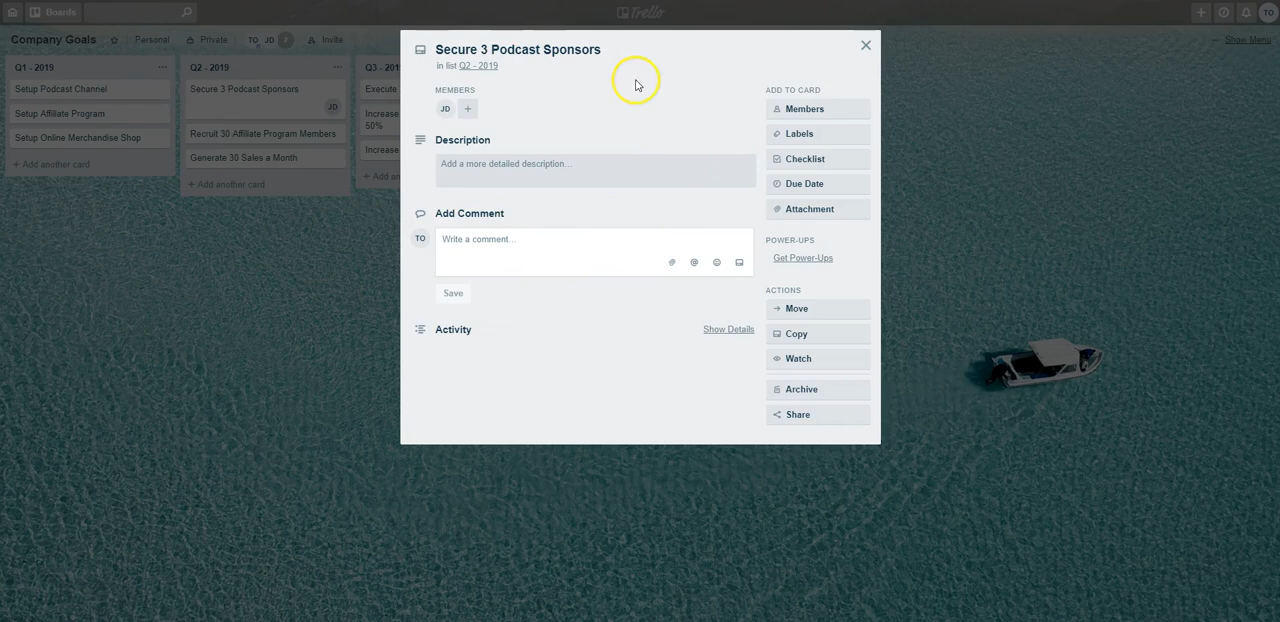 Boards
Trello
TO
Company Goals
Personal
Private
TO JD
Invite
Show Menu
Q1 - 2019
Setup Podcast Channel
Setup Affiliate Program
Setup Online Merchandise Shop
+ Add another card
Q2 - 2019
Secure 3 Podcast Sponsors
JD
Recruit 30 Affiliate Program Members
Generate 30 Sales a Month
+ Add another card
Q3 - 201
Execute
Increase
50%
Increase
+ Add an
Secure 3 Podcast Sponsors
in list Q2 - 2019
MEMBERS
JD +
Description
Add a more detailed description…
Add Comment
TO
Write a comment…
Save
Activity
Show Details
ADD TO CARD
Members
Labels
Checklist
Due Date
Attachment
POWER-UPS
Get Power-Ups
ACTIONS
Move
Copy
Watch
Archive
Share